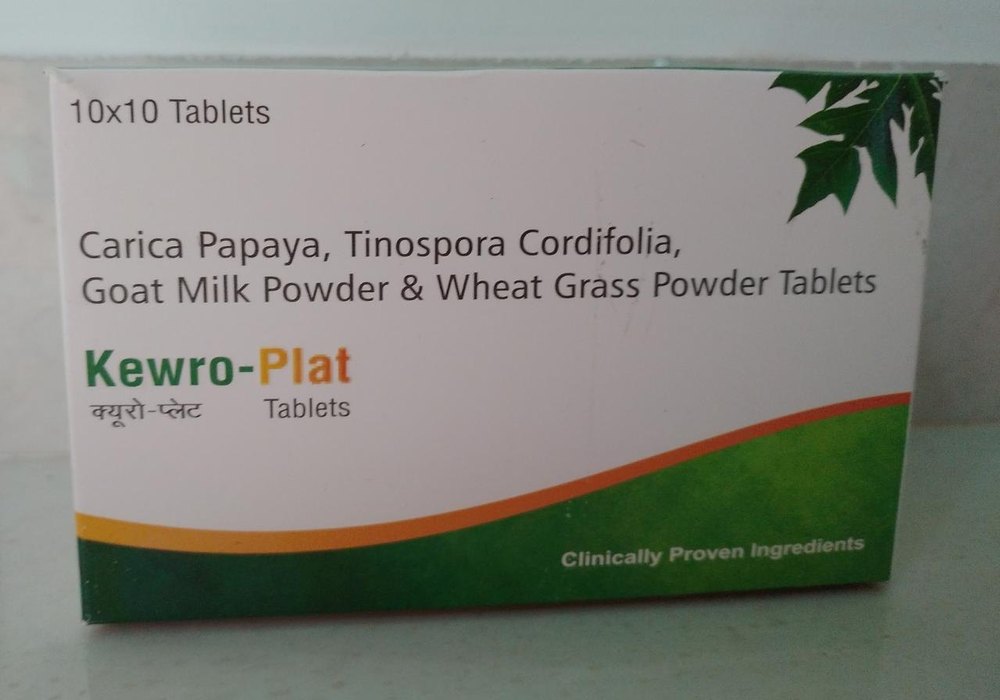 10x10 Tablets
Carica Papaya, Tinospora Cordifolia,
Goat Milk Powder & Wheat Grass Powder Tablets
Kewro-Plat
क्यूरो-प्लेट Tablets
Clinically Proven Ingredients